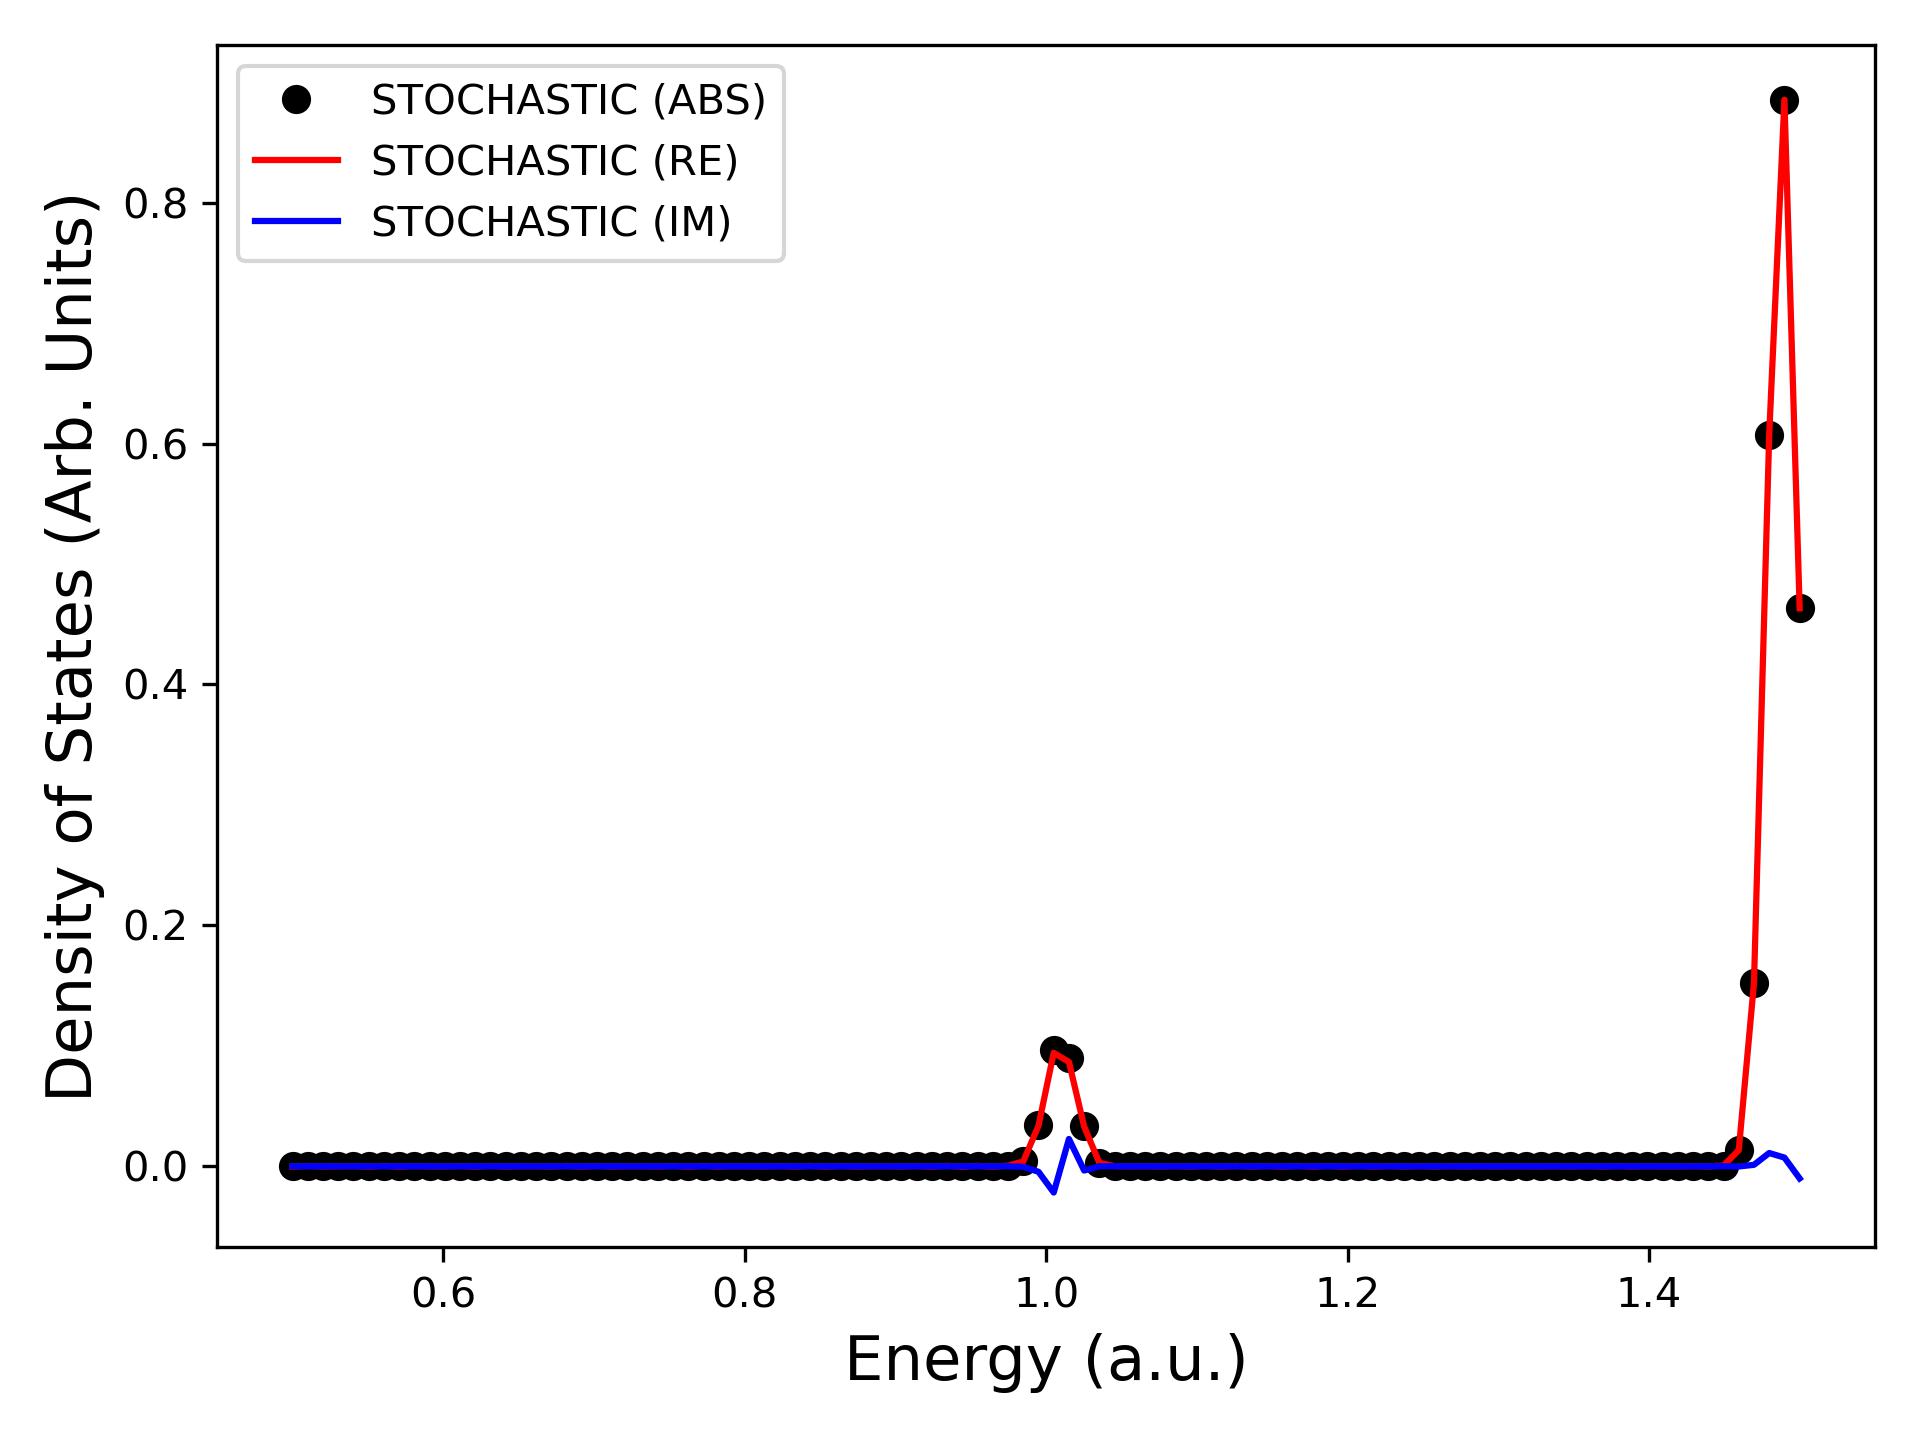 STOCHASTIC (ABS)
STOCHASTIC (RE)
STOCHASTIC (IM)
Density of States (Arb. Units)
0.8
0.6
0.4
0.2
0.0
0.6 0.8 1.0 1.2 1.4
Energy (a.u.)